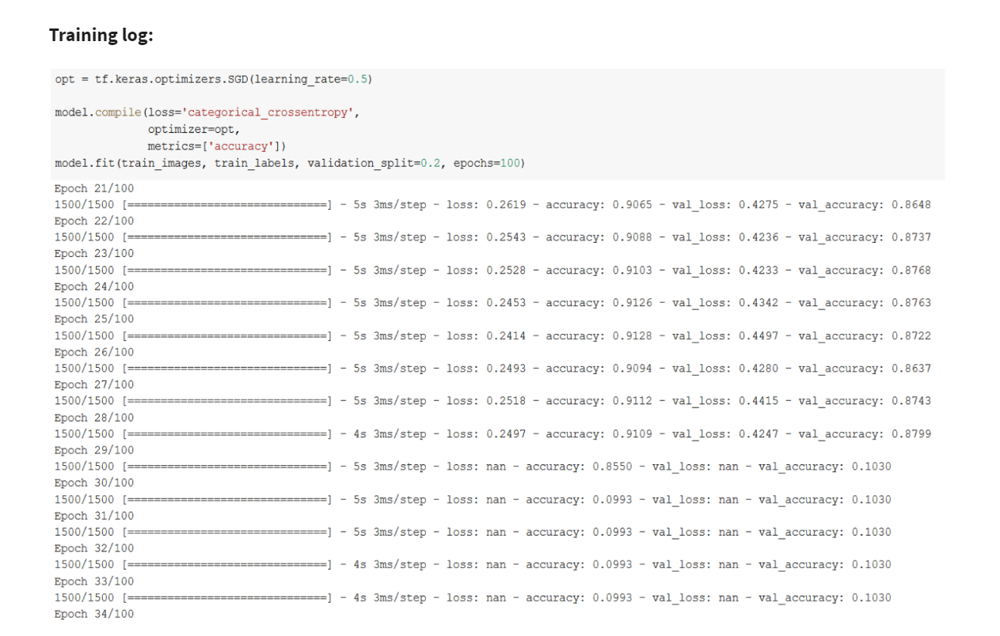 Training log:
opt = tf.keras.optimizers.SGD(learning_rate=0.5)
model.compile(loss='categorical_crossentropy',
optimizer=opt,
metrics=['accuracy'])
model.fit(train_images, train_labels, validation_split=0.2, epochs=100)
Epoch 21/100
1500/1500 [==============================] - 5s 3ms/step - loss: 0.2619 - accuracy: 0.9065 - val_loss: 0.4275 - val_accuracy: 0.8648
Epoch 22/100
1500/1500 [==============================] - 5s 3ms/step - loss: 0.2543 - accuracy: 0.9088 - val_loss: 0.4236 - val_accuracy: 0.8737
Epoch 23/100
1500/1500 [==============================] - 5s 3ms/step - loss: 0.2528 - accuracy: 0.9103 - val_loss: 0.4233 - val_accuracy: 0.8768
Epoch 24/100
1500/1500 [==============================] - 5s 3ms/step - loss: 0.2453 - accuracy: 0.9126 - val_loss: 0.4342 - val_accuracy: 0.8763
Epoch 25/100
1500/1500 [==============================] - 5s 3ms/step - loss: 0.2414 - accuracy: 0.9128 - val_loss: 0.4497 - val_accuracy: 0.8722
Epoch 26/100
1500/1500 [==============================] - 5s 3ms/step - loss: 0.2493 - accuracy: 0.9094 - val_loss: 0.4280 - val_accuracy: 0.8637
Epoch 27/100
1500/1500 [==============================] - 5s 3ms/step - loss: 0.2518 - accuracy: 0.9112 - val_loss: 0.4415 - val_accuracy: 0.8743
Epoch 28/100
1500/1500 [==============================] - 4s 3ms/step - loss: 0.2497 - accuracy: 0.9109 - val_loss: 0.4247 - val_accuracy: 0.8799
Epoch 29/100
1500/1500 [==============================] - 5s 3ms/step - loss: nan - accuracy: 0.8550 - val_loss: nan - val_accuracy: 0.1030
Epoch 30/100
1500/1500 [==============================] - 5s 3ms/step - loss: nan - accuracy: 0.0993 - val_loss: nan - val_accuracy: 0.1030
Epoch 31/100
1500/1500 [==============================] - 5s 3ms/step - loss: nan - accuracy: 0.0993 - val_loss: nan - val_accuracy: 0.1030
Epoch 32/100
1500/1500 [==============================] - 4s 3ms/step - loss: nan - accuracy: 0.0993 - val_loss: nan - val_accuracy: 0.1030
Epoch 33/100
1500/1500 [==============================] - 4s 3ms/step - loss: nan - accuracy: 0.0993 - val_loss: nan - val_accuracy: 0.1030
Epoch 34/100